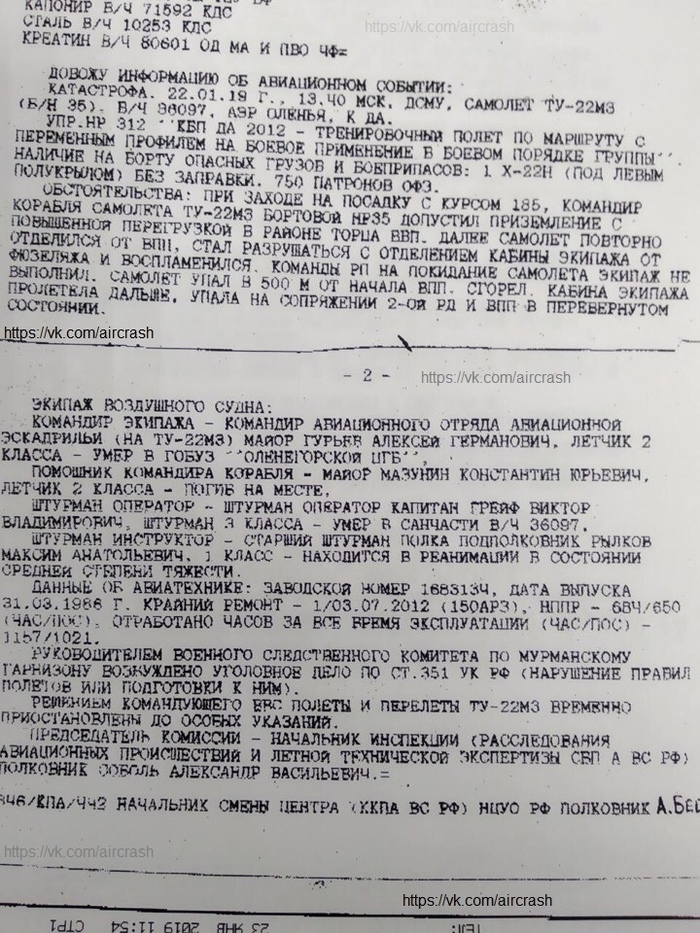 КАПОНИР В/Ч 71592 КДС
https://vk.com/aircrash
СТАЛЬ В/Ч 10253 КДС
КРЕАТИН В/Ч 80601 ОД МА И ПВО ЧФ=
ДОВОЖУ ИНФОРМАЦИЮ ОБ АВИАЦИОННОМ СОБЫТИИ:
КАТАСТРОФА. 22.01.19 Г., 13.40 МСК, ДСМУ, САМОЛЕТ ТУ-22М3
(Б/Н 35), В/Ч 36097, АЭР ОЛЕНЬЯ, К ДА.
УПР.НР 312 ''КБП ДА 2012 - ТРЕНИРОВОЧНЫЙ ПОЛЕТ ПО МАРШРУТУ С
ПЕРЕМЕННЫМ ПРОФИЛЕМ НА БОЕВОЕ ПРИМЕНЕНИЕ В БОЕВОМ ПОРЯДКЕ ГРУППЫ''.
НАЛИЧИЕ НА БОРТУ ОПАСНЫХ ГРУЗОВ И БОЕПРИПАСОВ: 1 Х-22Н (ПОД ЛЕВЫМ
ПОЛУКРЫЛОМ) БЕЗ ЗАПРАВКИ, 750 ПАТРОНОВ ОФЗ.
ОБСТОЯТЕЛЬСТВА: ПРИ ЗАХОДЕ НА ПОСАДКУ С КУРСОМ 185, КОМАНДИР
КОРАБЛЯ САМОЛЕТА ТУ-22М3 БОРТОВОЙ НР35 ДОПУСТИЛ ПРИЗЕМЛЕНИЕ С
ПОВЫШЕННОЙ ПЕРЕГРУЗКОЙ В РАЙОНЕ ТОРЦА ВВП. ДАЛЕЕ САМОЛЕТ ПОВТОРНО
ОТДЕЛИЛСЯ ОТ ВПП, СТАЛ РАЗРУШАТЬСЯ С ОТДЕЛЕНИЕМ КАБИНЫ ЭКИПАЖА ОТ
ФЮЗЕЛЯЖА И ВОСПЛАМЕНИЛСЯ. КОМАНДЫ РП НА ПОКИДАНИЕ САМОЛЕТА ЭКИПАЖ НЕ
ВЫПОЛНИЛ. САМОЛЕТ УПАЛ В 500 М ОТ НАЧАЛА ВПП. СГОРЕЛ. КАБИНА ЭКИПАЖА
ПРОЛЕТЕЛА ДАЛЬШЕ, УПАЛА НА СОПРЯЖЕНИИ 2-ОЙ РД И ВПП В ПЕРЕВЕРНУТОМ
СОСТОЯНИИ.
https://vk.com/aircrash
- 2 -
https://vk.com/aircrash
ЭКИПАЖ ВОЗДУШНОГО СУДНА:
КОМАНДИР ЭКИПАЖА - КОМАНДИР АВИАЦИОННОГО ОТРЯДА АВИАЦИОННОЙ
ЭСКАДРИЛЬИ (НА ТУ-22М3) МАЙОР ГУРЬЕВ АЛЕКСЕЙ ГЕРМАНОВИЧ, ЛЕТЧИК 2
КЛАССА - УМЕР В ГОБУЗ ''ОЛЕНЕГОРСКОЙ ЦГБ'',
ПОМОШНИК КОМАНДИРА КОРАБЛЯ - МАЙОР МАЗУНИН КОНСТАНТИН ЮРЬЕВИЧ,
ЛЕТЧИК 2 КЛАССА - ПОГИБ НА МЕСТЕ,
ШТУРМАН ОПЕРАТОР - ШТУРМАН ОПЕРАТОР КАПИТАН ГРЕЙФ ВИКТОР
ВЛАДИМИРОВИЧ, ШТУРМАН 3 КЛАССА - УМЕР В САНЧАСТИ В/Ч 36097,
ШТУРМАН ИНСТРУКТОР - СТАРШИЙ ШТУРМАН ПОЛКА ПОДПОЛКОВНИК РЫЛКОВ
МАКСИМ АНАТОЛЬЕВИЧ, 1 КЛАСС - НАХОДИТСЯ В РЕАНИМАЦИИ В СОСТОЯНИИ
СРЕДНЕЙ СТЕПЕНИ ТЯЖЕСТИ.
ДАННЫЕ ОБ АВИАТЕХНИКЕ: ЗАВОДСКОЙ НОМЕР 1683134, ДАТА ВЫПУСКА
31.03.1986 Г. КРАЙНИЙ РЕМОНТ - 1/03.07.2012 (150АРЗ), НППР - 684/650
(ЧАС/ПОС), ОТРАБОТАНО ЧАСОВ ЗА ВСЕ ВРЕМЯ ЭКСПЛУАТАЦИИ (ЧАС/ПОС) -
1157/1021.
РУКОВОДИТЕЛЕМ ВОЕННОГО СЛЕДСТВЕННОГО КОМИТЕТА ПО МУРМАНСКОМУ
ГАРНИЗОНУ ВОЗБУЖДЕНО УГОЛОВНОЕ ДЕЛО ПО СТ.351 УК РФ (НАРУШЕНИЕ ПРАВИЛ
ПОЛЕТОВ ИЛИ ПОДГОТОВКИ К НИМ).
РЕШЕНИЕМ КОМАНДУЮЩЕГО ВВС ПОЛЕТЫ И ПЕРЕЛЕТЫ ТУ-22М3 ВРЕМЕННО
ПРИОСТАНОВЛЕНЫ ДО ОСОБЫХ УКАЗАНИЙ.
ПРЕДСЕДАТЕЛЬ КОМИССИИ - НАЧАЛЬНИК ИНСПЕКЦИИ (РАССЛЕДОВАНИЯ
АВИАЦИОННЫХ ПРОИСШЕСТВИЙ И ЛЕТНОЙ ТЕХНИЧЕСКОЙ ЭКСПЕРТИЗЫ СБП А ВС РФ)
ПОЛКОВНИК СОБОЛЬ АЛЕКСАНДР ВАСИЛЬЕВИЧ.=
НАЧАЛЬНИК СМЕНЫ ЦЕНТРА (ККПА ВС РФ) НЦУО РФ ПОЛКОВНИК А.
https://vk.com/aircrash
https://vk.com/aircrash
23 ЯНВ 2019 11:54 СТР1
ТЕЛ: